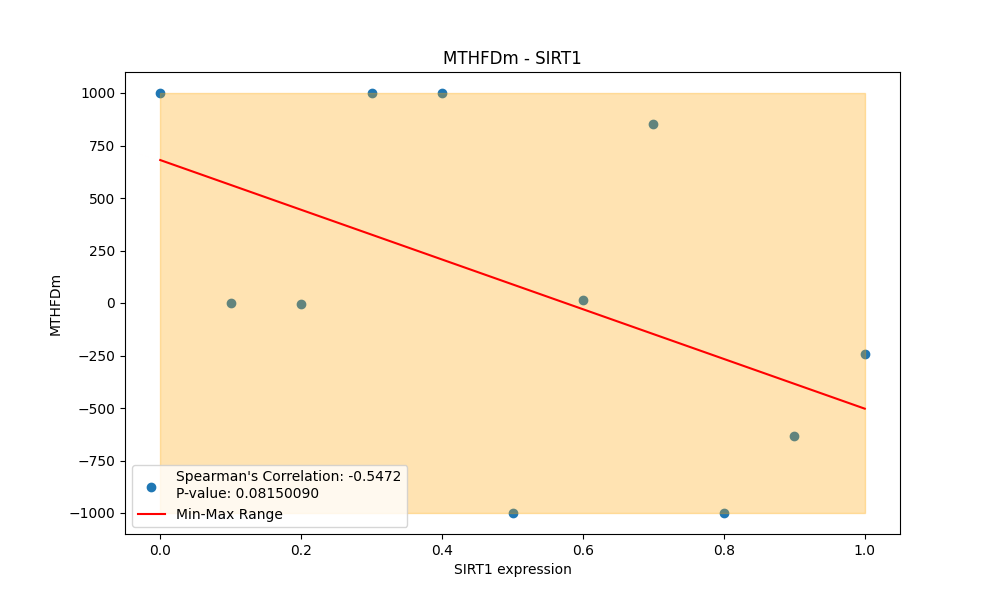 MTHFDm - SIRT1
MTHFDm
1000
750
500
250
0
−250
−500
−750
−1000
Spearman's Correlation: -0.5472
P-value: 0.08150090
Min-Max Range
0.0
0.2
0.4
0.6
0.8
1.0
SIRT1 expression